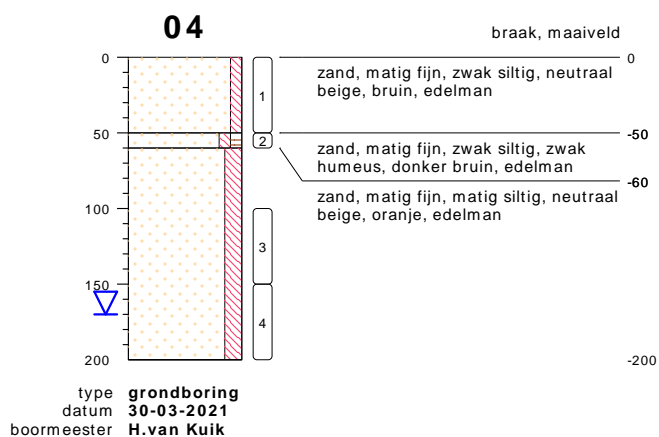 04
braak, maaiveld
0
0
zand, matig fijn, zwak siltig, neutraal
beige, bruin, edelman
1
50
-50
2
zand, matig fijn, zwak siltig, zwak
humeus, donker bruin, edelman
-60
zand, matig fijn, matig siltig, neutraal
beige, oranje, edelman
100
3
150
4
200
-200
type grondboring
datum 30-03-2021
boormeester H.van Kuik